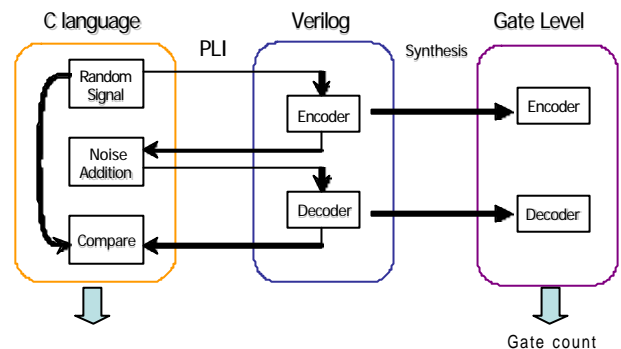 C language
PLI
Verilog
Synthesis
Gate Level
Random
Signal
Encoder
Encoder
Noise
Addition
Decoder
Decoder
Compare
Gate count